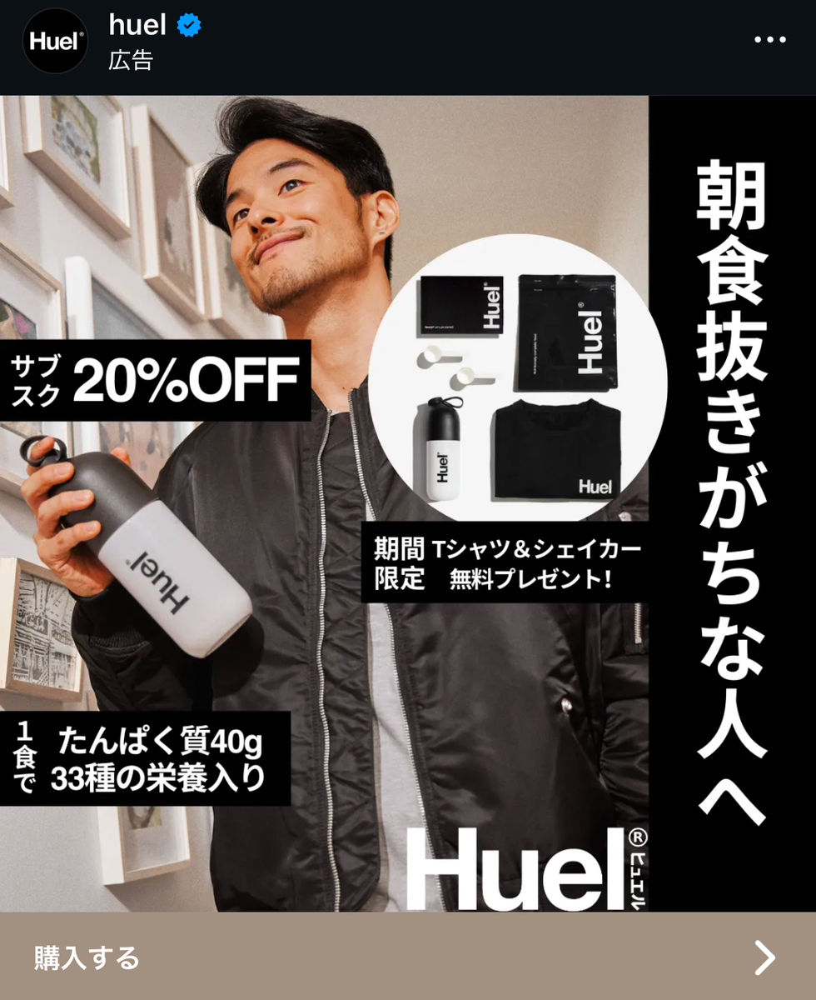 Huel®
huel
広告
朝食抜きがちな人へ
サブ
スク
20%OFF
Huel®
Huel®
Huel®
Huel
Huel®
期間
限定
Tシャツ&シェイカー
無料プレゼント!
1食で
たんぱく質40g
33種の栄養入り
Huel®
ヒュエル
購入する